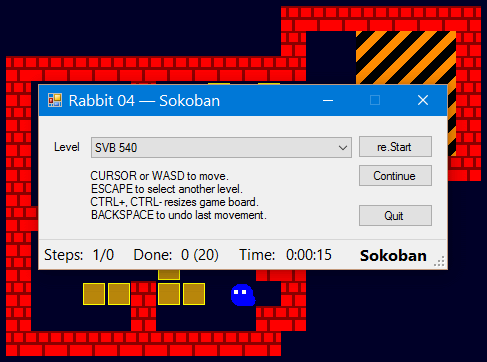 Rabbit 04 — Sokoban
Level SVB 540 re.Start
CURSOR or WASD to move.
ESCAPE to select another level.
CTRL+, CTRL- resizes game board.
BACKSPACE to undo last movement.
Continue
Quit
Steps: 1/0 Done: 0 (20) Time: 0:00:15 Sokoban